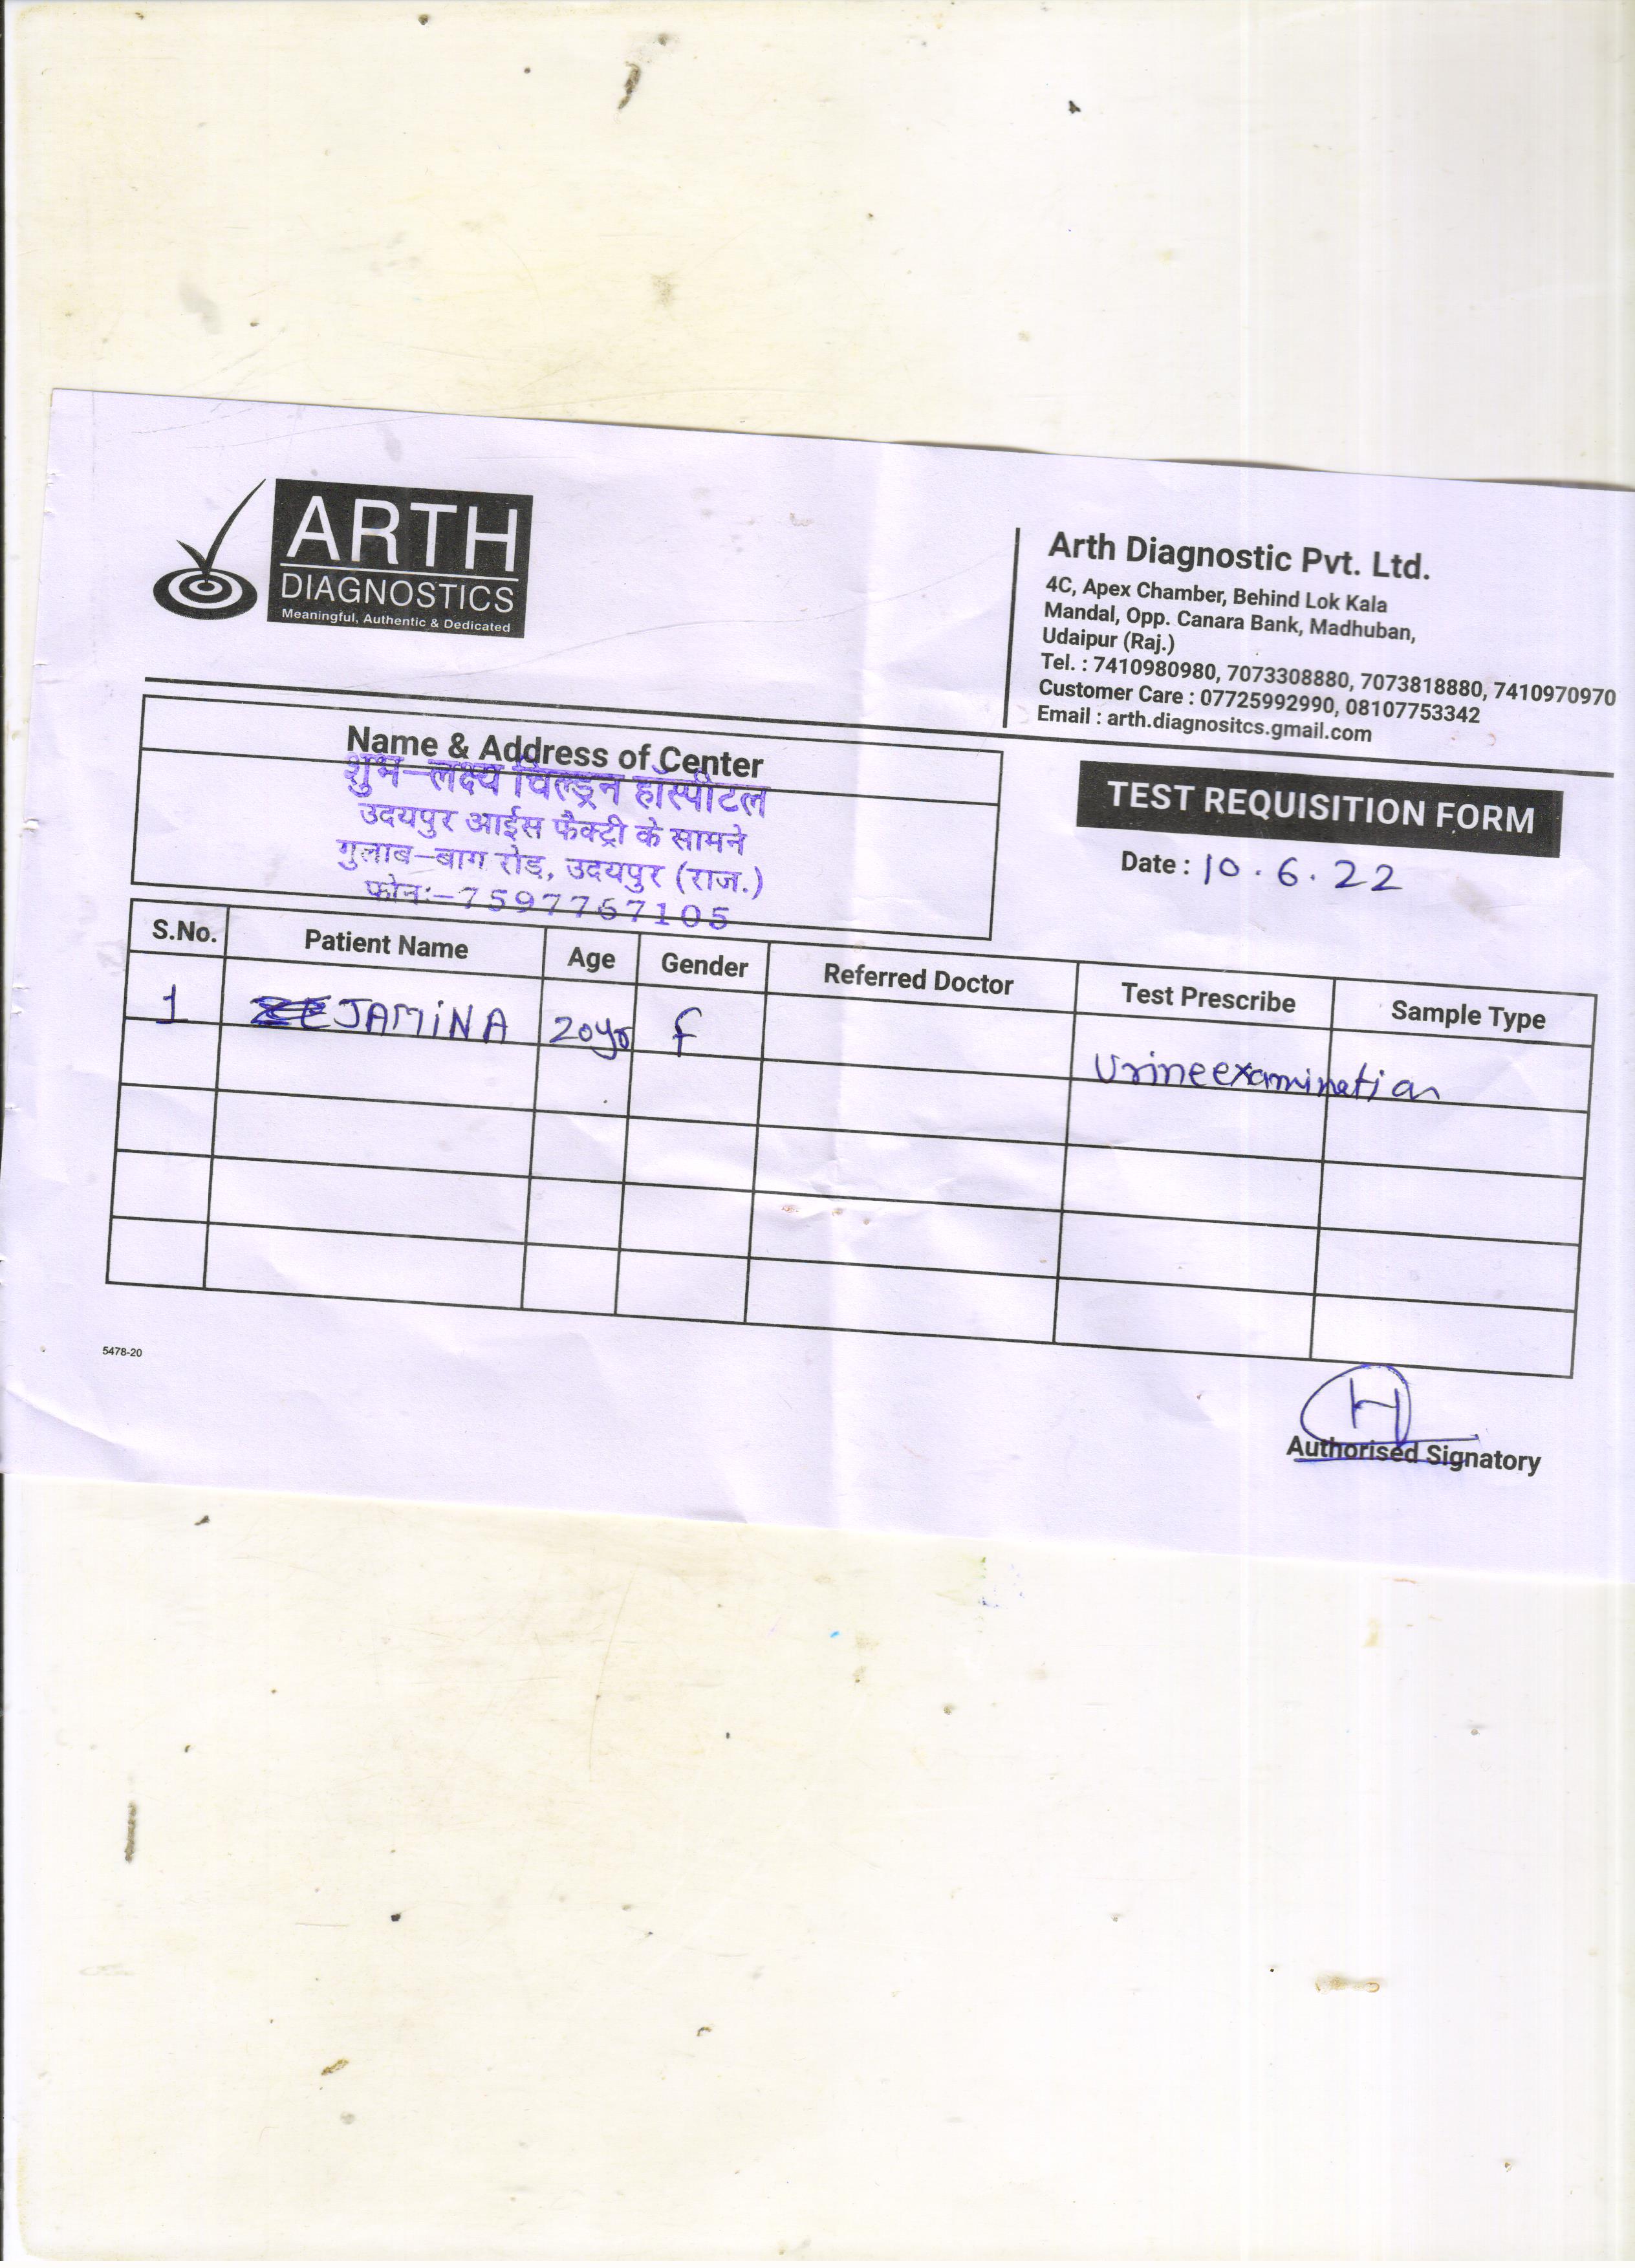 ARTH
DIAGNOSTICS
Meaningful, Authentic & Dedicated
Arth Diagnostic Pvt. Ltd.
4C, Apex Chamber, Behind Lok Kala
Mandal, Opp. Canara Bank, Madhuban,
Udaipur (Raj.)
Tel. : 7410980980, 7073308880, 7073818880, 7410970970
Customer Care : 07725992990, 08107753342
Email : arth.diagnositcs.gmail.com
Name & Address of Center
शुभ-लक्ष्य चिल्ड्रन हॉस्पीटल
उदयपुर आईस फैक्ट्री के सामने
गुलाब-बाग रोड, उदयपुर (राज.)
फोनः-7597767105
TEST REQUISITION FORM
Date : 10.6.22
S.No. Patient Name Age Gender Referred Doctor Test Prescribe Sample Type
1 JAMINA 20yr f Urine examination
5478-20
H
Authorised Signatory